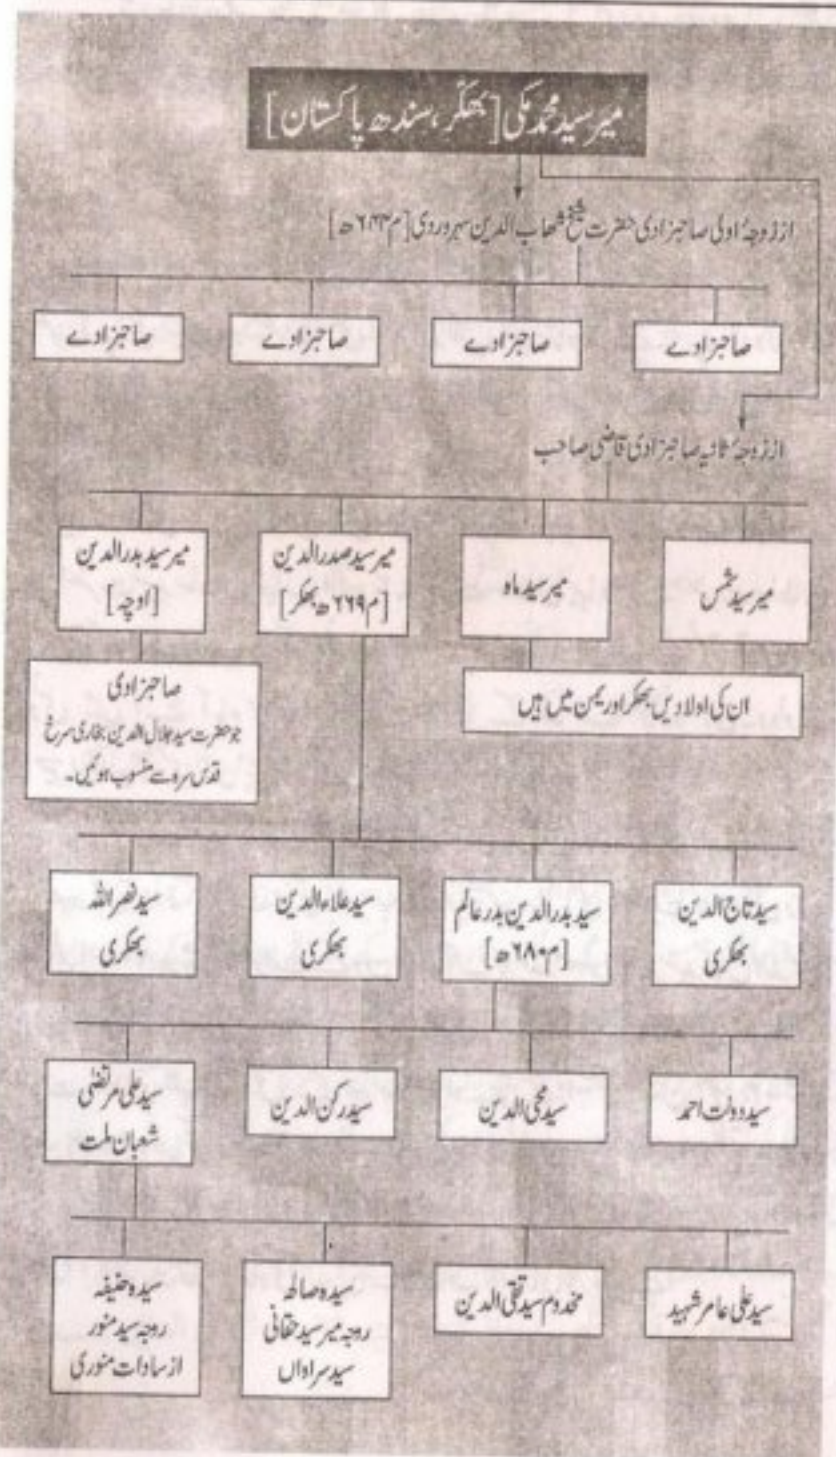 میر سید محمد مکی [بھکّر، سندھ پاکستان]
از زوجۂ اولی صاحبزادی حضرت شیخ شھاب الدین سہروردی [م ۶۳۳ھ]
صاحبزادے
صاحبزادے
صاحبزادے
صاحبزادے
از زوجۂ ثانیہ صاحبزادی قاضی صاحب
میر سید شمس
میر سید ماہ
میر سید صدر الدین
[م ۶۶۹ھ بھکر]
میر سید بدر الدین
[اوچہ]
ان کی اولادیں بھکر اور یمن میں ہیں
صاحبزادی
جو حضرت سید جلال الدین بخاری سرخ
قدس سرہ سے منسوب ہوئیں۔
سید تاج الدین
بھکری
سید بدر الدین بدر عالم
[م ۶۸۰ھ]
سید علاء الدین
بھکری
سید نصر اللہ
بھکری
سید دولت احمد
سید محی الدین
سید رکن الدین
سید علی مرتضی
شعبان ملت
سید علی عامر شہید
مخدوم سید تقی الدین
سیدہ صالحہ
زوجہ میر سید حقانی
سید سراواں
سیدہ حنیفہ
زوجہ سید منور
از سادات منوری